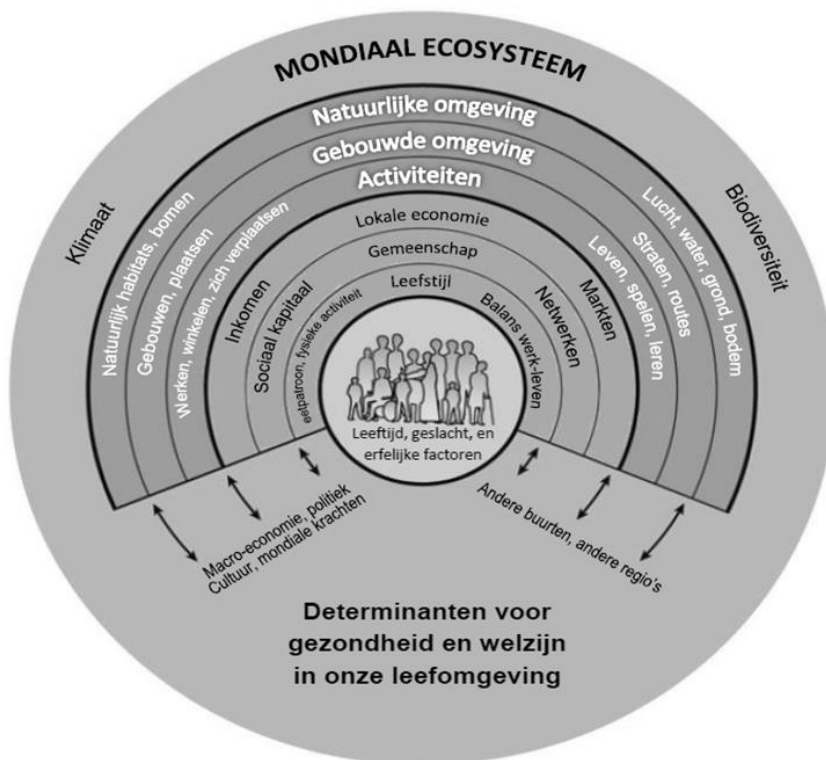 MONDIAAL ECOSYSTEEM
Natuurlijke omgeving
Gebouwde omgeving
Activiteiten
Lokale economie
Gemeenschap
Leefstijl
Klimaat
Natuurlijk habitats, bomen
Gebouwen, plaatsen
Werken, winkelen, zich verplaatsen
Inkomen
Sociaal kapitaal
eetpatroon, fysieke activiteit
Balans werk-leven
Netwerken
Markten
Leven, spelen, leren
Straten, routes
Lucht, water, grond, bodem
Biodiversiteit
Leeftijd, geslacht, en
erfelijke factoren
Macro-economie, politiek
Cultuur, mondiale krachten
Andere buurten, andere regio's
Determinanten voor
gezondheid en welzijn
in onze leefomgeving